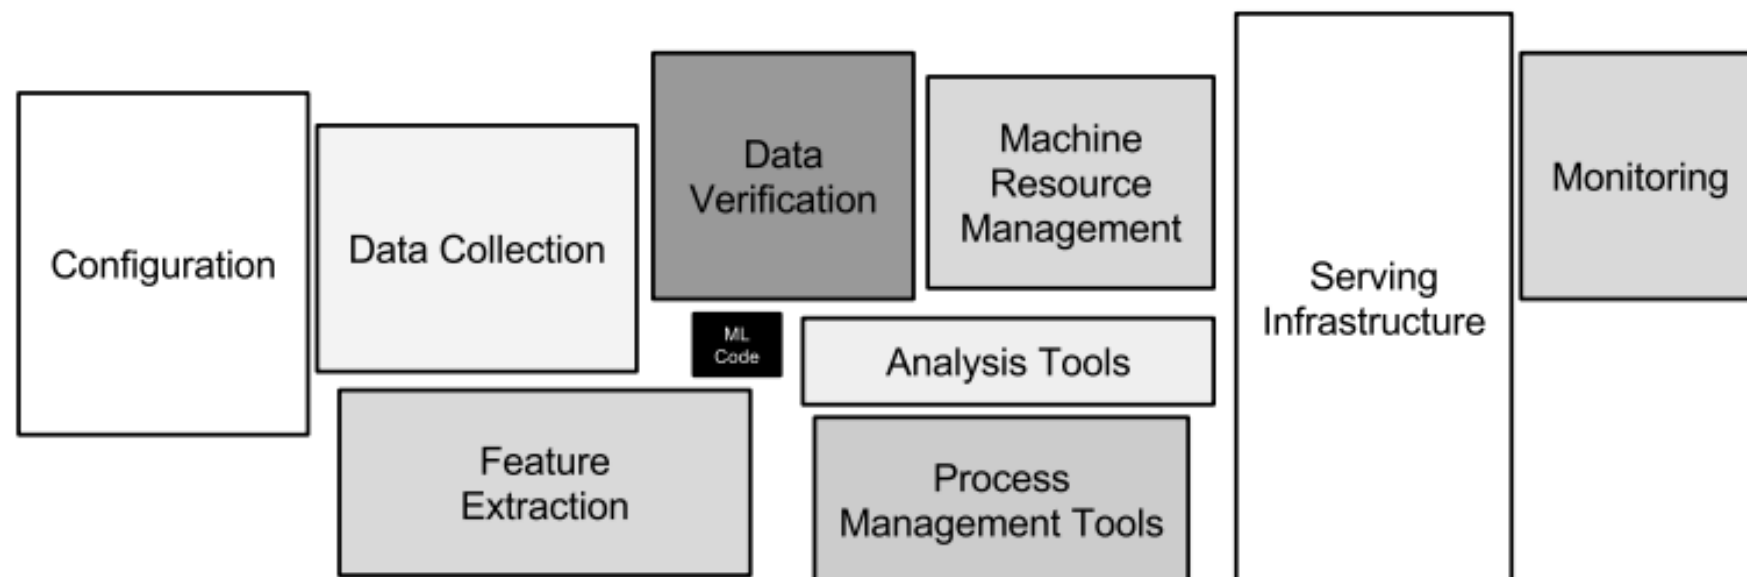 Configuration
Data Collection
Feature
Extraction
Data
Verification
ML
Code
Machine
Resource
Management
Analysis Tools
Process
Management Tools
Serving
Infrastructure
Monitoring